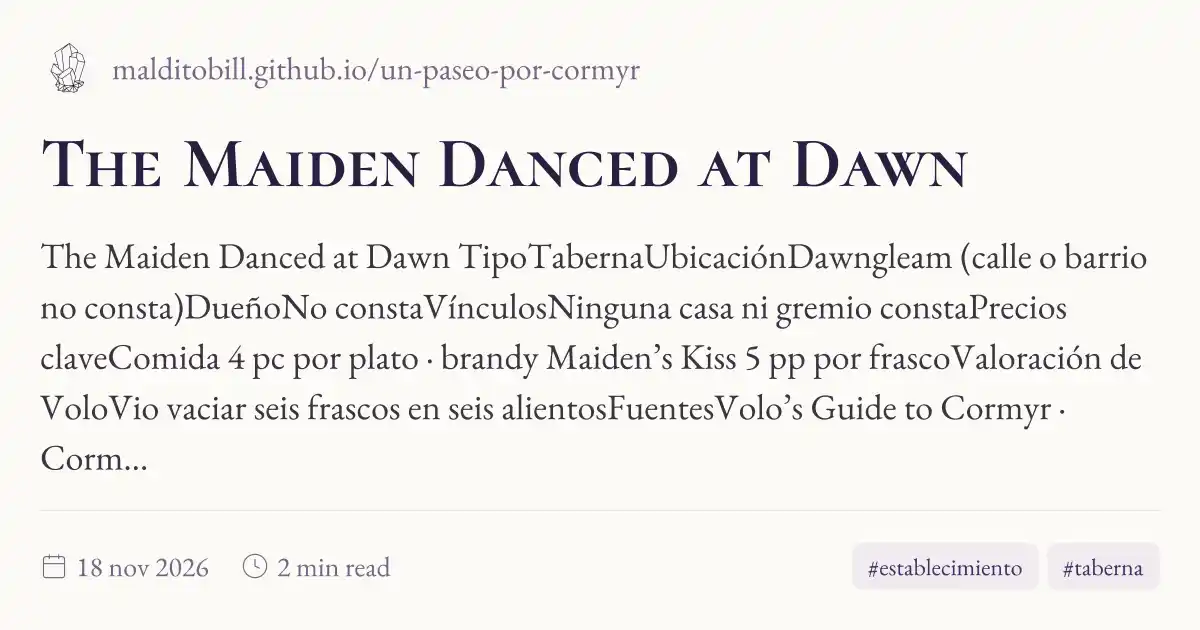 malditobill.github.io/un-paseo-por-cormyr
The Maiden Danced at Dawn
The Maiden Danced at Dawn TipoTabernaUbicaciónDawngleam (calle o barrio
no consta)DueñoNo constaVínculosNinguna casa ni gremio constaPrecios
claveComida 4 pc por plato · brandy Maiden’s Kiss 5 pp por frascoValoración de
VoloVio vaciar seis frascos en seis alientosFuentesVolo’s Guide to Cormyr ·
Corm...
18 nov 2026 2 min read #establecimiento #taberna